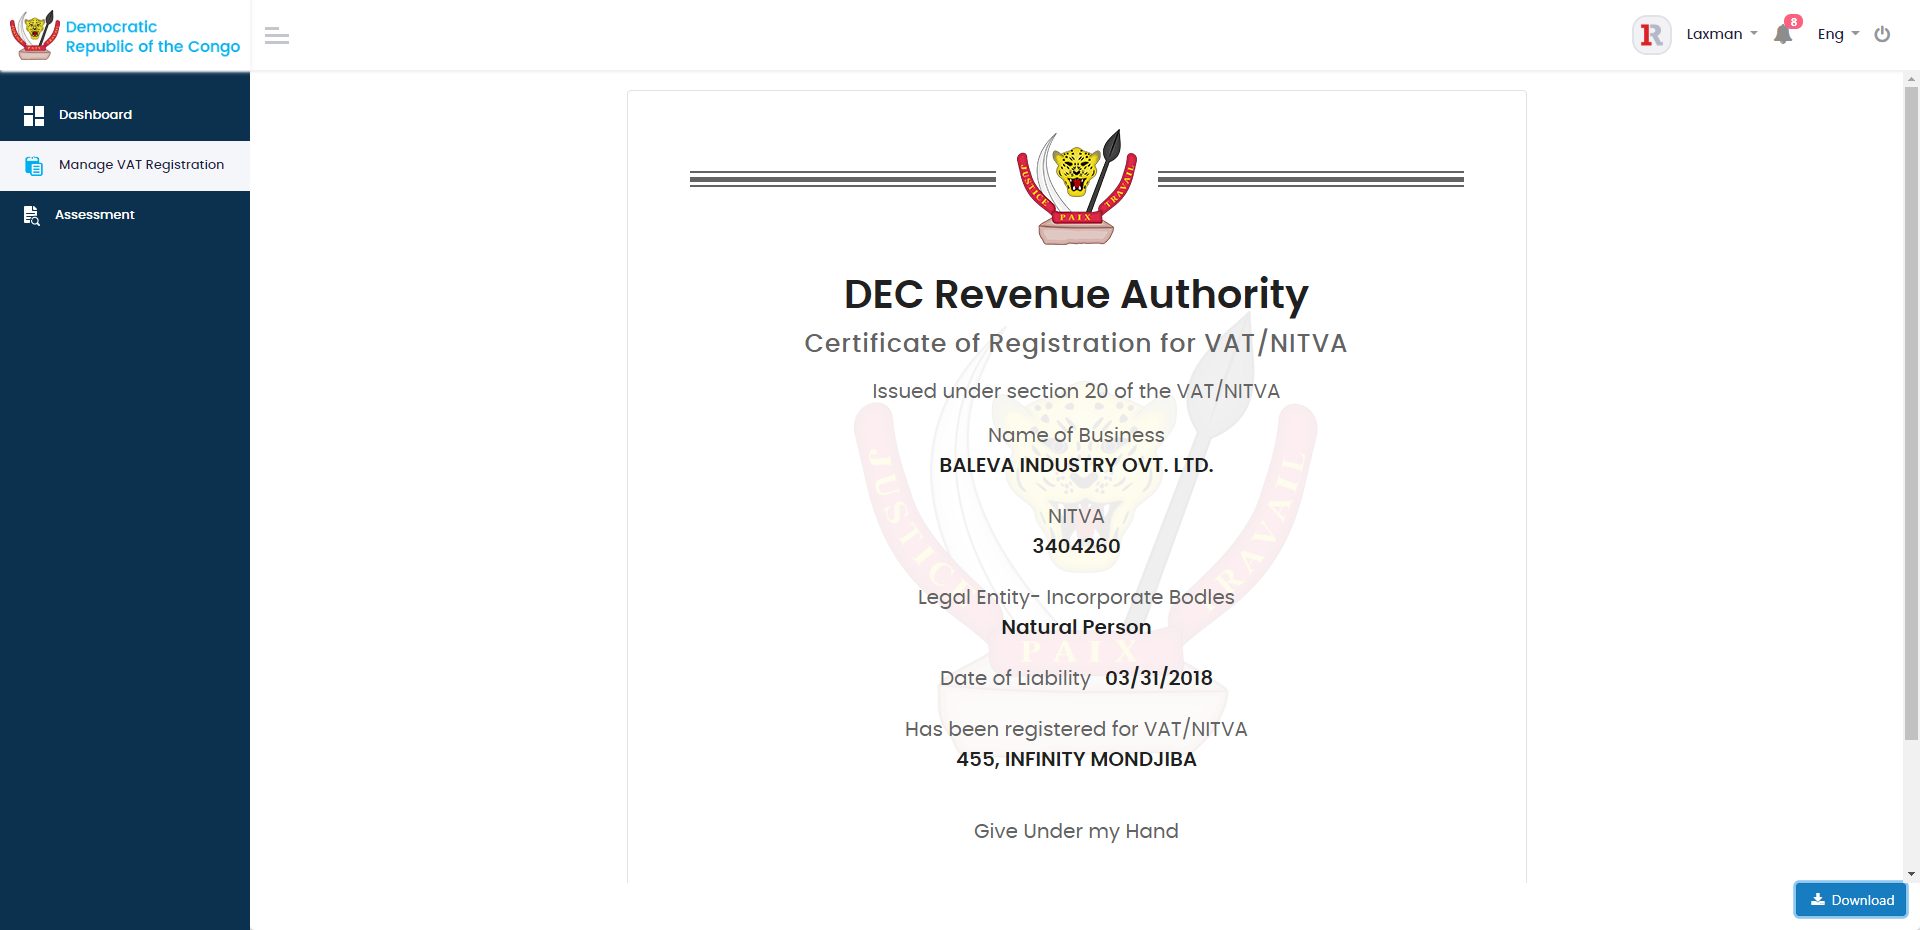 Democratic
Republic of the Congo
Laxman
8
Eng
Dashboard
Manage VAT Registration
Assessment
JUSTICE
PAIX
TRAVAIL
DEC Revenue Authority
Certificate of Registration for VAT/NITVA
Issued under section 20 of the VAT/NITVA
Name of Business
BALEVA INDUSTRY OVT. LTD.
NITVA
3404260
Legal Entity- Incorporate Bodles
Natural Person
Date of Liability 03/31/2018
Has been registered for VAT/NITVA
455, INFINITY MONDJIBA
Give Under my Hand
JUSTICE
PAIX
TRAVAIL
Download